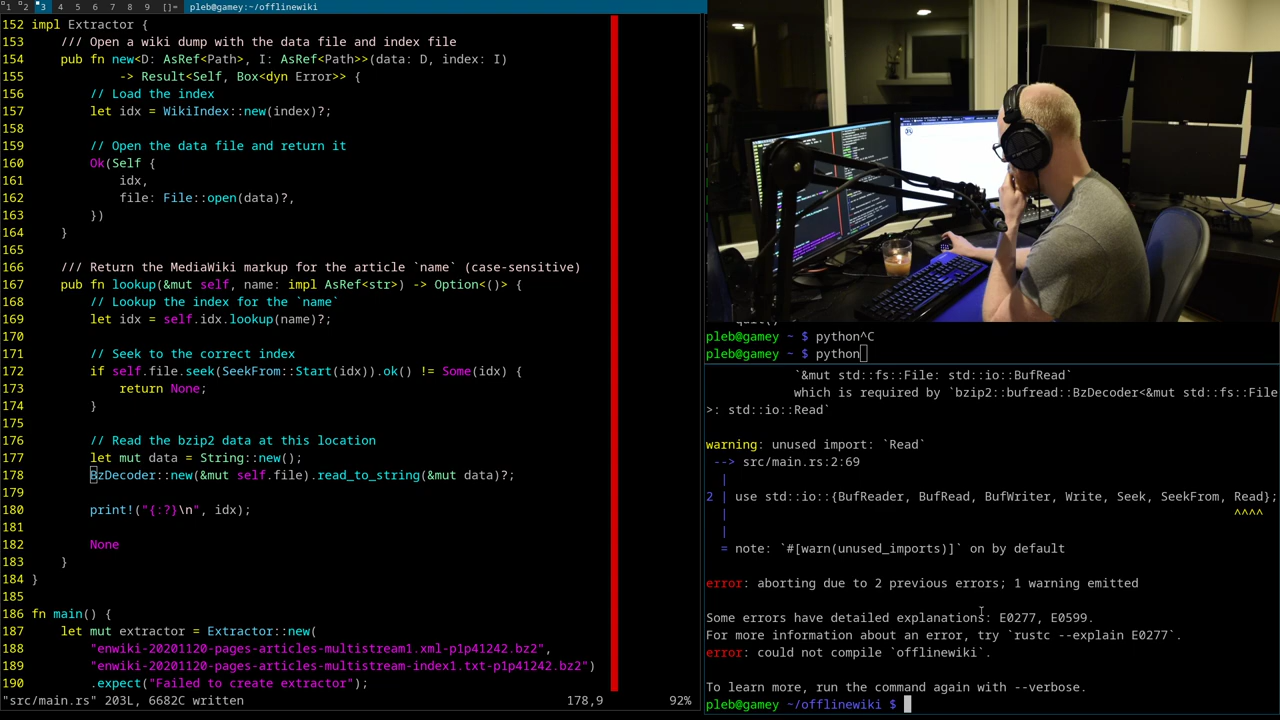 1 2 3 4 5 6 7 8 9 []= pleb@gamey:~/offlinewiki
152 impl Extractor {
153     /// Open a wiki dump with the data file and index file
154     pub fn new<D: AsRef<Path>, I: AsRef<Path>>(data: D, index: I)
155             -> Result<Self, Box<dyn Error>> {
156         // Load the index
157         let idx = WikiIndex::new(index)?;
158
159         // Open the data file and return it
160         Ok(Self {
161             idx,
162             file: File::open(data)?,
163         })
164     }
165
166     /// Return the MediaWiki markup for the article `name` (case-sensitive)
167     pub fn lookup(&mut self, name: impl AsRef<str>) -> Option<()> {
168         // Lookup the index for the `name`
169         let idx = self.idx.lookup(name)?;
170
171         // Seek to the correct index
172         if self.file.seek(SeekFrom::Start(idx)).ok() != Some(idx) {
173             return None;
174         }
175
176         // Read the bzip2 data at this location
177         let mut data = String::new();
178         BzDecoder::new(&mut self.file).read_to_string(&mut data)?;
179
180         print!("{:?}\n", idx);
181
182         None
183     }
184 }
185
186 fn main() {
187     let mut extractor = Extractor::new(
188         "enwiki-20201120-pages-articles-multistream1.xml-p1p41242.bz2",
189         "enwiki-20201120-pages-articles-multistream-index1.txt-p1p41242.bz2")
190         .expect("Failed to create extractor");
"src/main.rs" 203L, 6682C written 178,9 92%
pleb@gamey ~ $ python^C
pleb@gamey ~ $ python
`&mut std::fs::File: std::io::BufRead`
which is required by `bzip2::bufread::BzDecoder<&mut std::fs::File
>: std::io::Read`
warning: unused import: `Read`
--> src/main.rs:2:69
|
2 | use std::io::{BufReader, BufRead, BufWriter, Write, Seek, SeekFrom, Read};
| ^^^^
|
= note: `#[warn(unused_imports)]` on by default
error: aborting due to 2 previous errors; 1 warning emitted
Some errors have detailed explanations: E0277, E0599.
For more information about an error, try `rustc --explain E0277`.
error: could not compile `offlinewiki`.
To learn more, run the command again with --verbose.
pleb@gamey ~/offlinewiki $